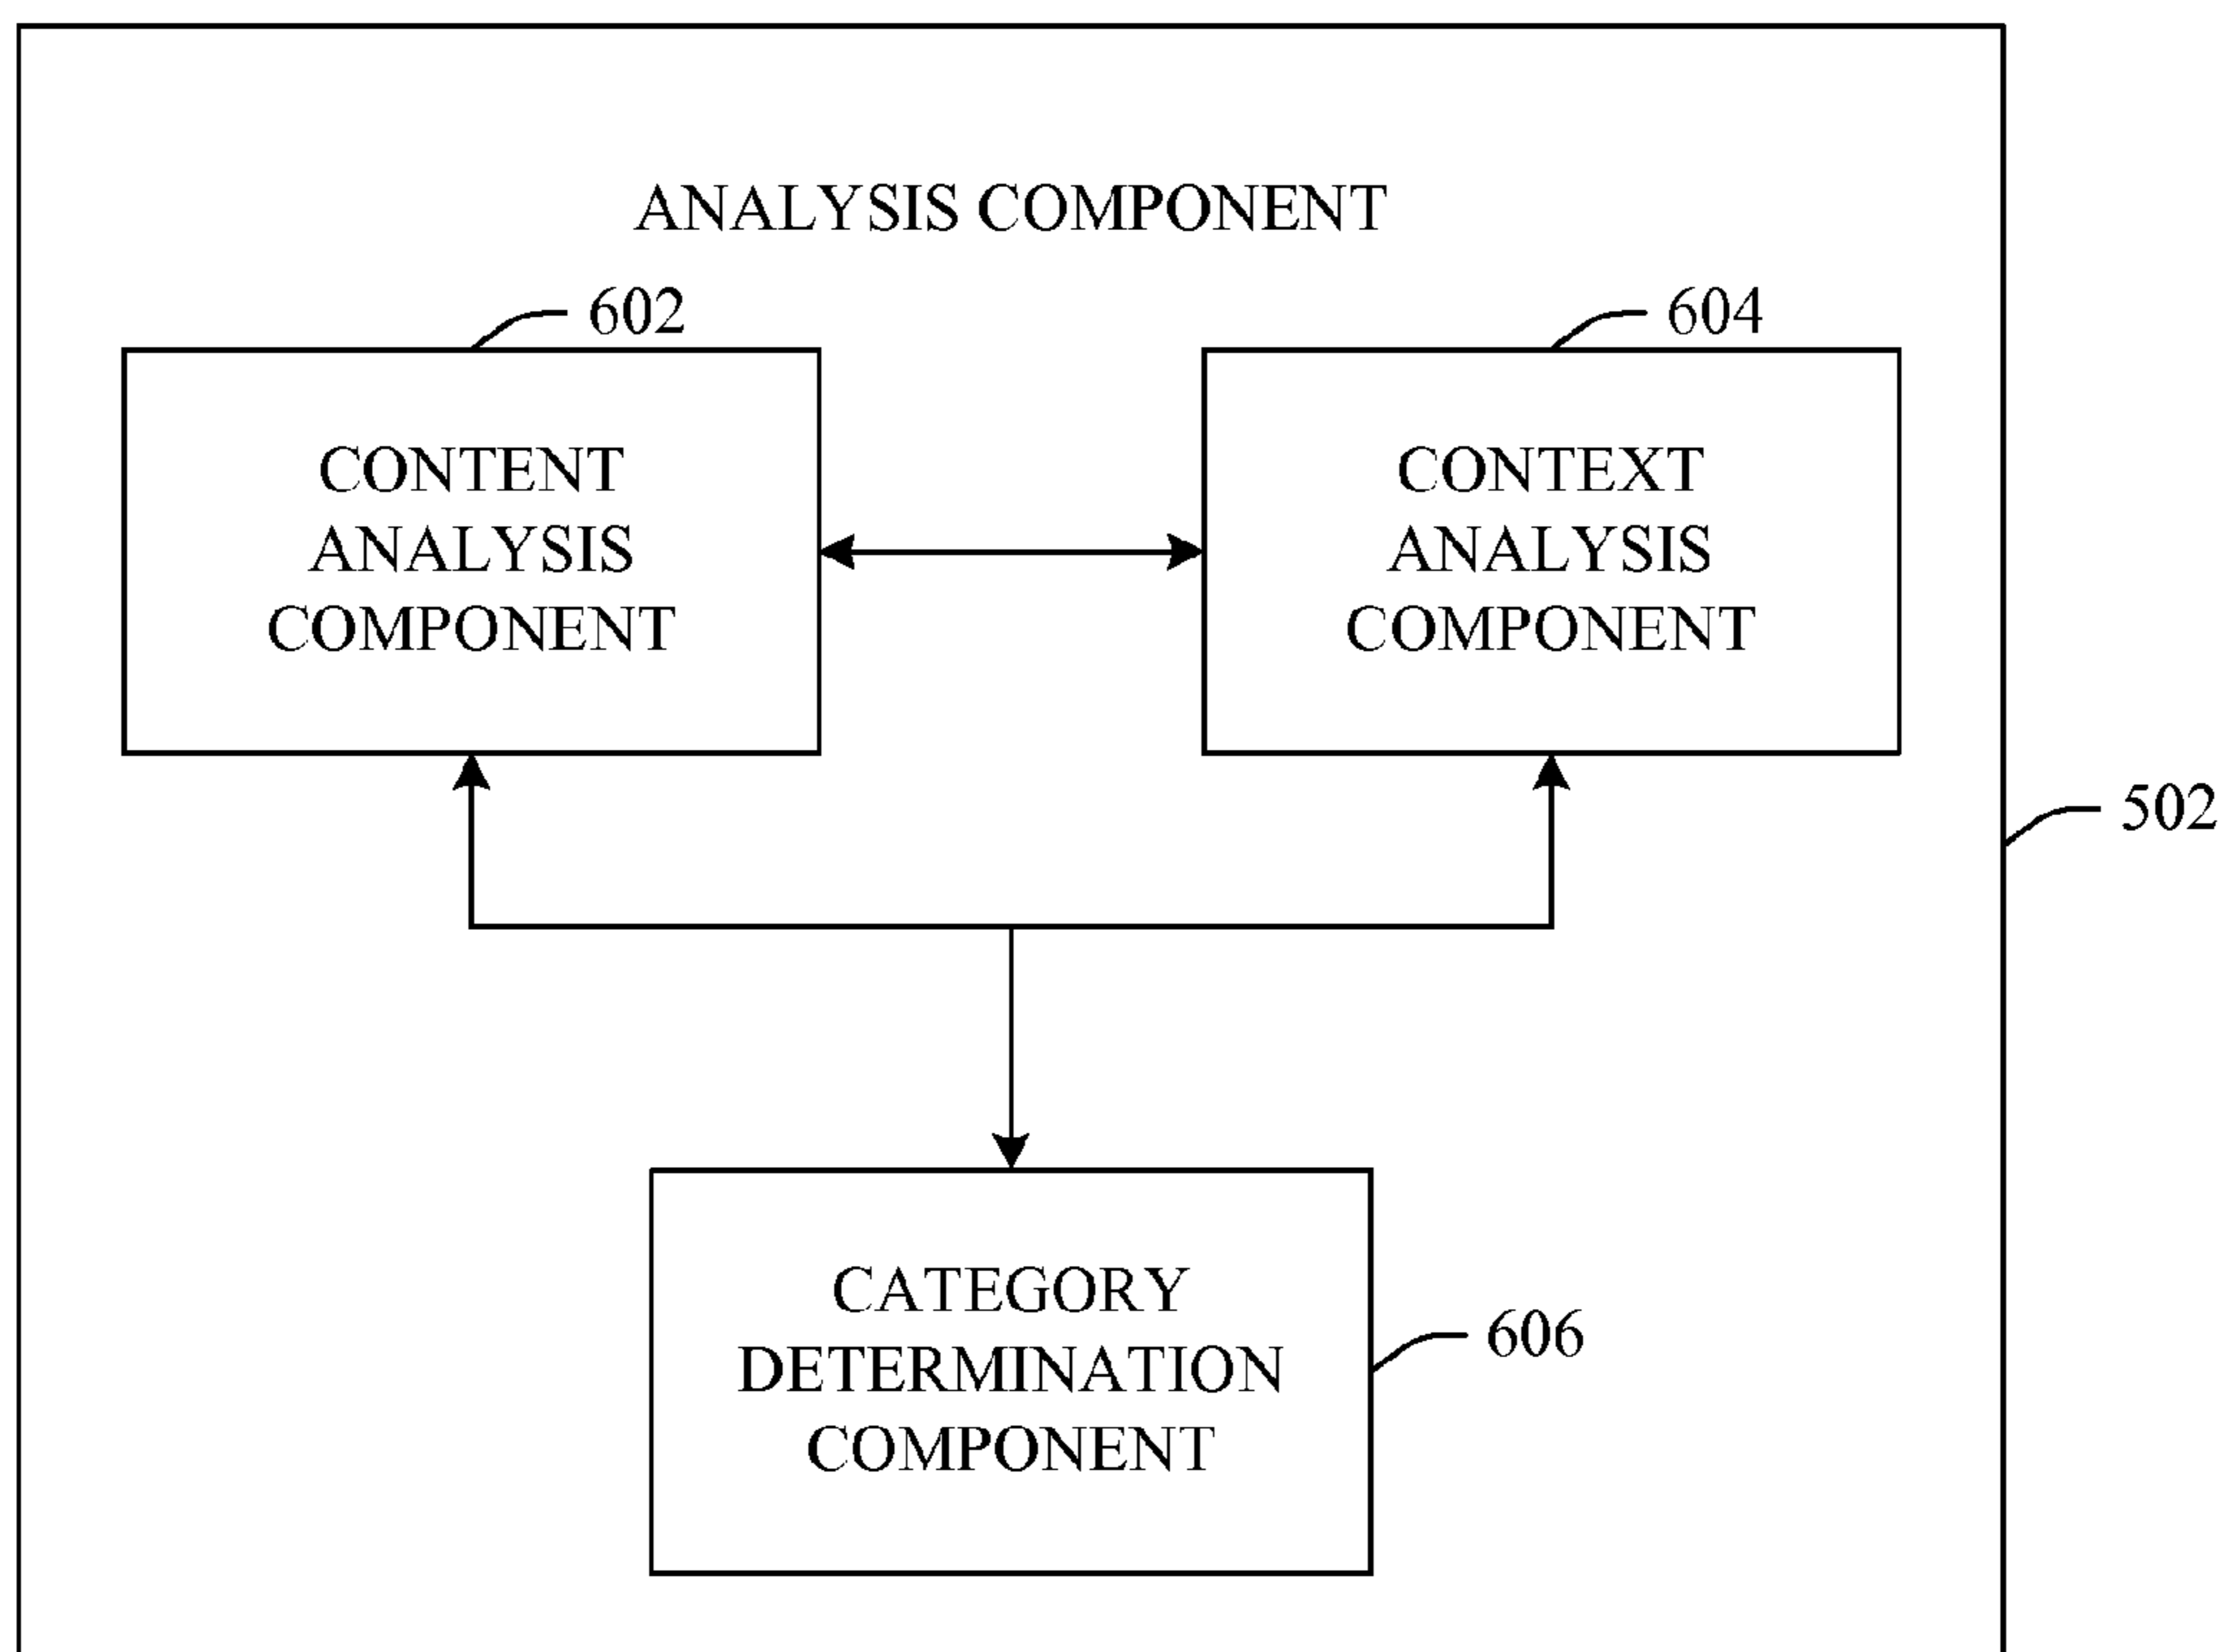 ANALYSIS COMPONENT
602
604
CONTENT
ANALYSIS
COMPONENT
CONTEXT
ANALYSIS
COMPONENT
502
CATEGORY
DETERMINATION
COMPONENT
606